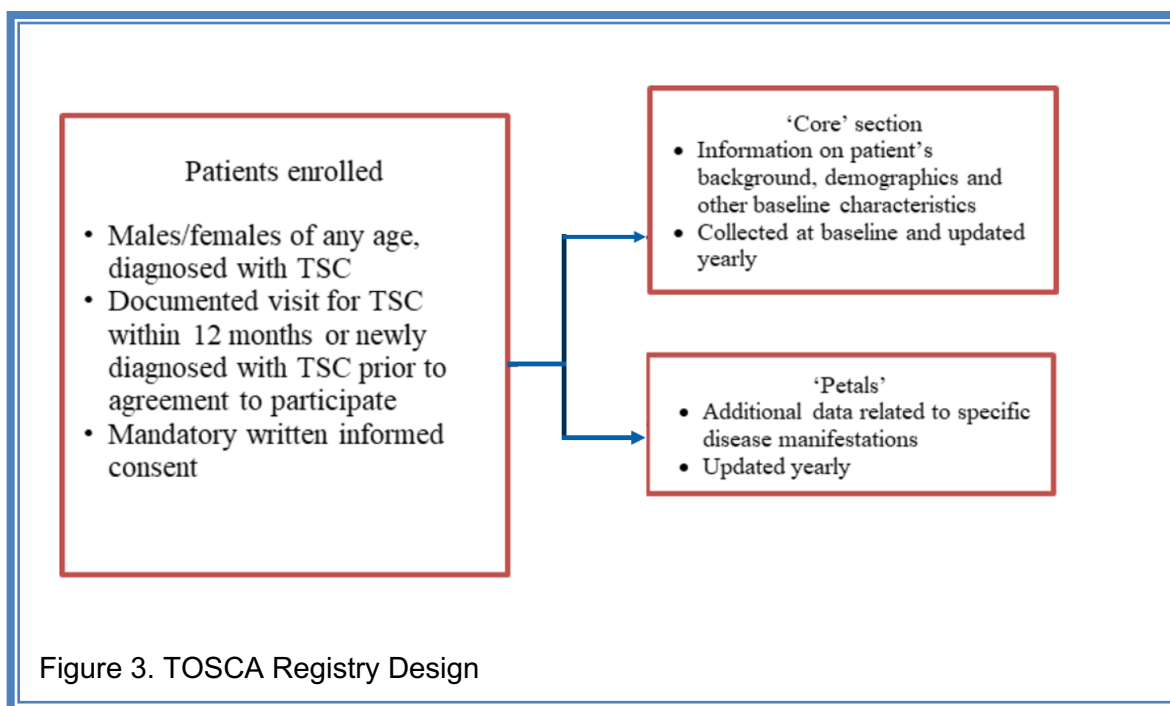 Patients enrolled
• Males/females of any age,
diagnosed with TSC
• Documented visit for TSC
within 12 months or newly
diagnosed with TSC prior to
agreement to participate
• Mandatory written informed
consent
‘Core’ section
• Information on patient’s
background, demographics and
other baseline characteristics
• Collected at baseline and updated
yearly
‘Petals’
• Additional data related to specific
disease manifestations
• Updated yearly
Figure 3. TOSCA Registry Design